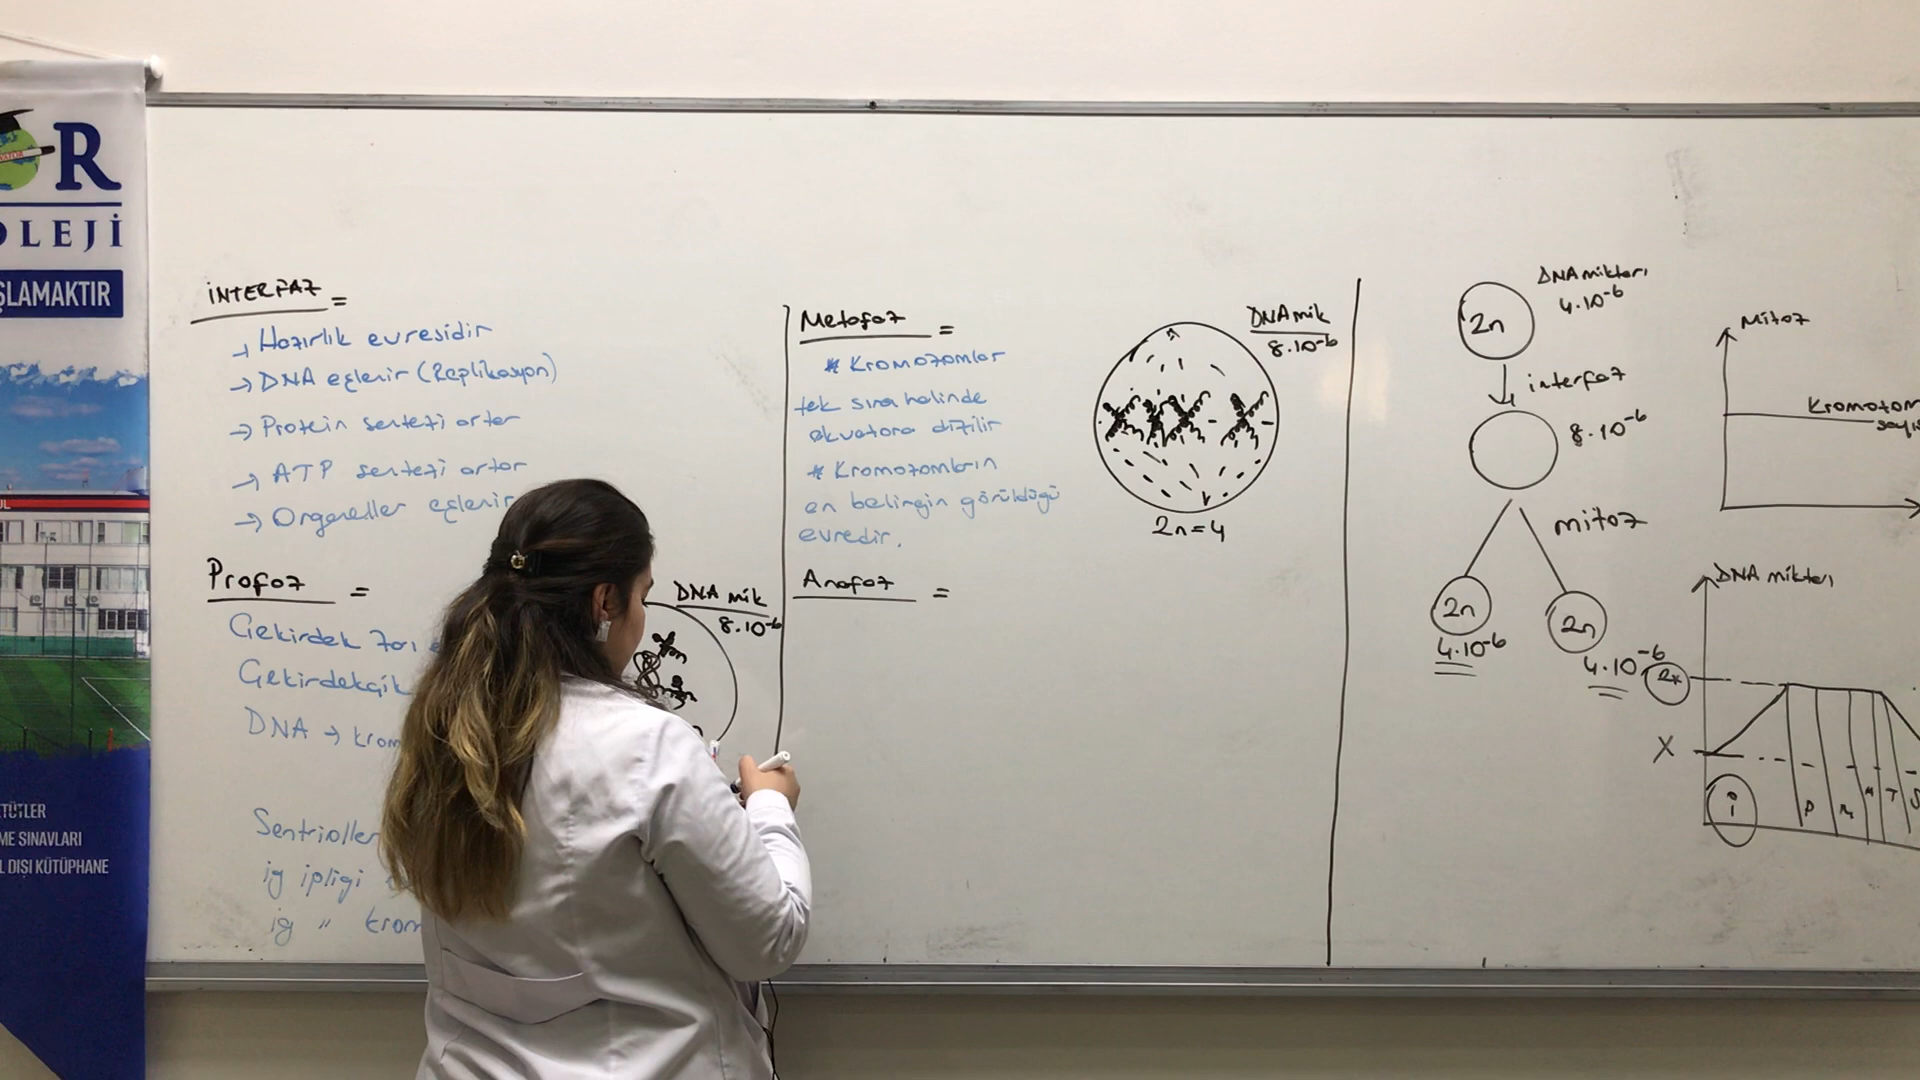 R
OLEJİ
ŞLAMAKTIR
TÜTLER
ME SINAVLARI
L DIŞI KÜTÜPHANE
İNTERFAZ =
→ Hazırlık evresidir
→ DNA eşlenir (Replikasyon)
→ Protein sentezi artar
→ ATP sentezi artar
→ Organeller eşlenir
Profaz =
Çekirdek zarı
Çekirdekçik
DNA → krom
Sentrioller
iğ ipliği
iğ " krom
DNA mik
8.10⁻⁶
Metafaz =
* Kromozomlar
tek sıra halinde
ekvatora dizilir
* Kromozomların
en belirgin görüldüğü
evredir.
DNA mik
8.10⁻⁶
2n=4
Anafaz =
DNA miktarı
4.10⁻⁶
2n
interfaz
8.10⁻⁶
mitoz
2n
2n
4.10⁻⁶
4.10⁻⁶
Mitoz
Kromozom
sayıs
DNA miktarı
2x
X
i
P
M
A
T
S